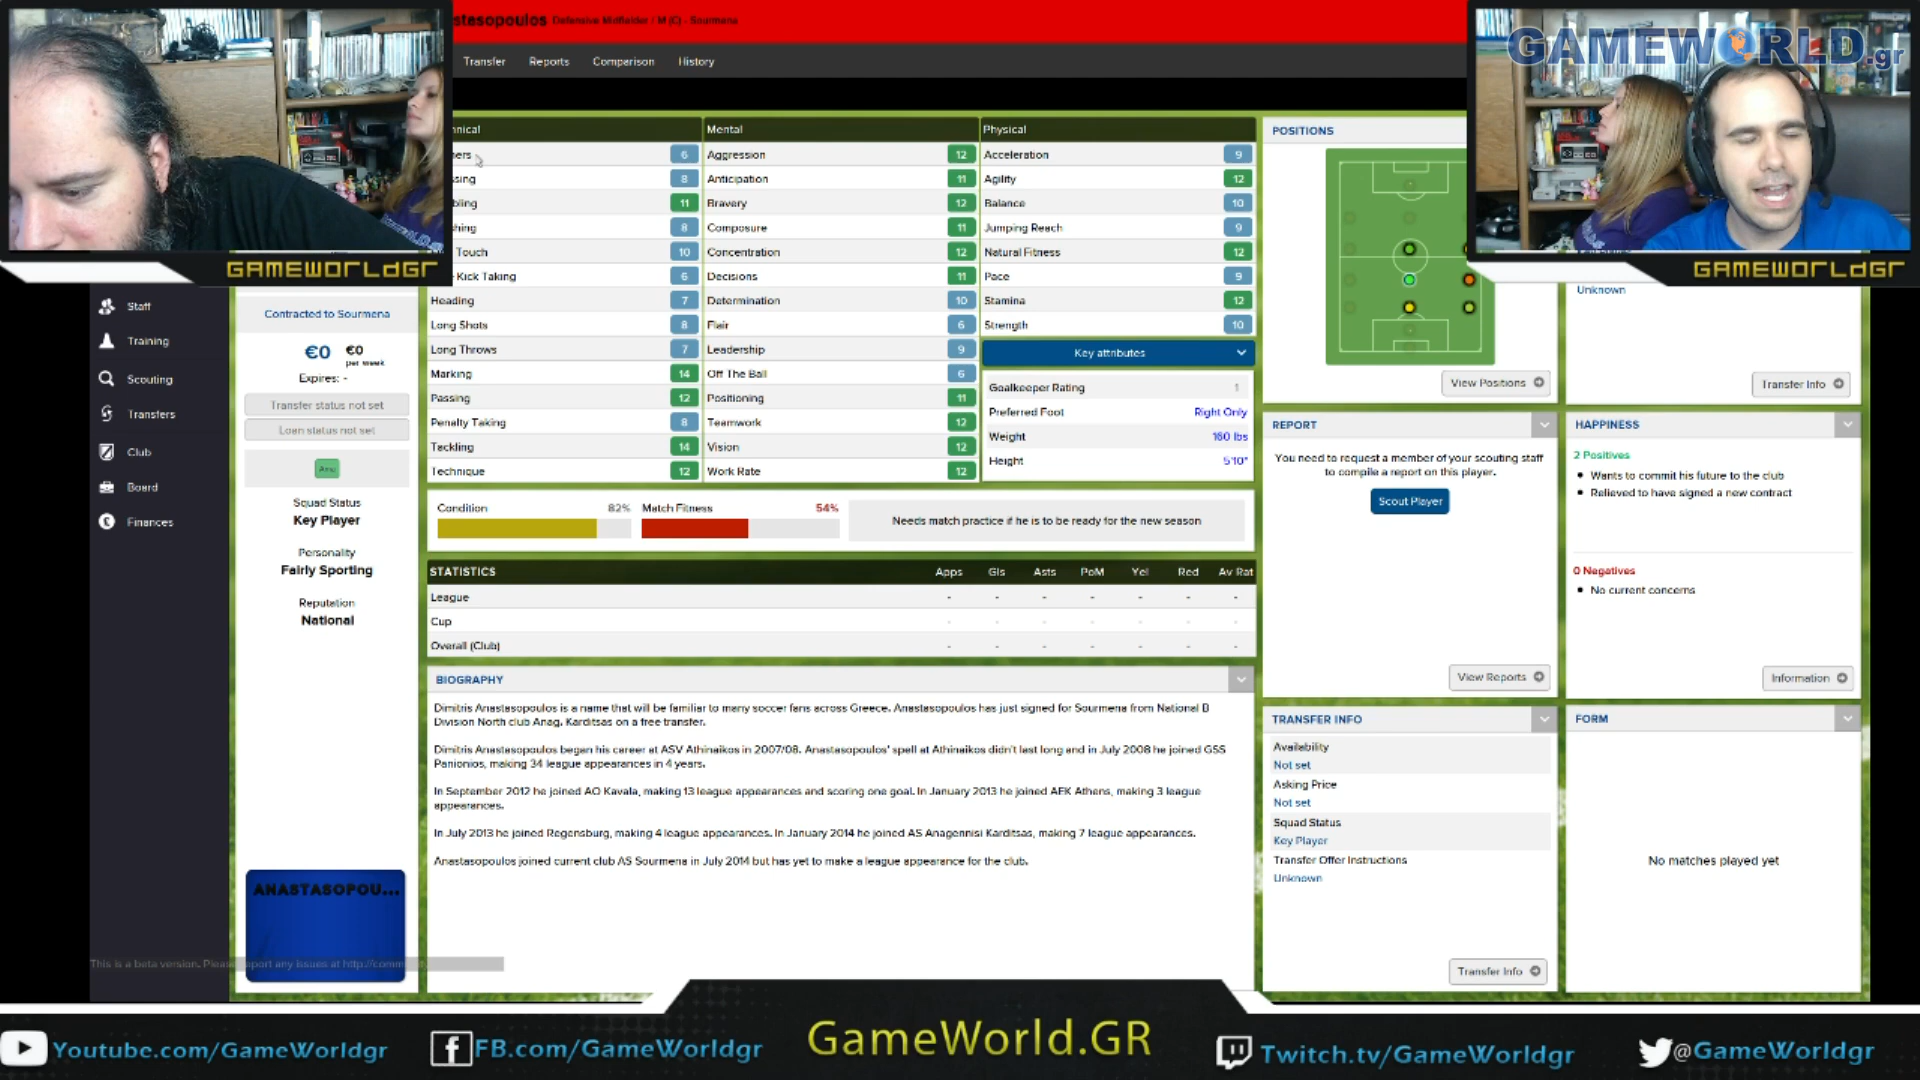 stasopoulos Defensive Midfielder / M (C) - Sourmena
GAMEWORLD.gr
Transfer Reports Comparison History
GAMEWORLDGR
GAMEWORLDGR
Staff
Training
Scouting
Transfers
Club
Board
Finances
Contracted to Sourmena
€0 €0 per week
Expires: -
Transfer status not set
Loan status not set
Squad Status
Key Player
Personality
Fairly Sporting
Reputation
National
ANASTASOPOU...
This is a beta version. Please report any issues at http://comm
nical
ners 6
ssing 8
bling 11
shing 8
Touch 10
Kick Taking 6
Heading 7
Long Shots 8
Long Throws 7
Marking 14
Passing 12
Penalty Taking 8
Tackling 14
Technique 12
Mental
Aggression 12
Anticipation 11
Bravery 12
Composure 11
Concentration 12
Decisions 11
Determination 10
Flair 6
Leadership 9
Off The Ball 6
Positioning 11
Teamwork 12
Vision 12
Work Rate 12
Physical
Acceleration 9
Agility 12
Balance 10
Jumping Reach 9
Natural Fitness 12
Pace 9
Stamina 12
Strength 10
Key attributes
Goalkeeper Rating 1
Preferred Foot Right Only
Weight 160 lbs
Height 5'10"
Condition 82% Match Fitness 54%
Needs match practice if he is to be ready for the new season
STATISTICS Apps Gls Asts PoM Yel Red Av Rat
League - - - - - - -
Cup - - - - - - -
Overall (Club) - - - - - - -
BIOGRAPHY
Dimitris Anastasopoulos is a name that will be familiar to many soccer fans across Greece. Anastasopoulos has just signed for Sourmena from National B
Division North club Anag. Karditsas on a free transfer.
Dimitris Anastasopoulos began his career at ASV Athinaikos in 2007/08. Anastasopoulos' spell at Athinaikos didn't last long and in July 2008 he joined GSS
Panionios, making 34 league appearances in 4 years.
In September 2012 he joined AO Kavala, making 13 league appearances and scoring one goal. In January 2013 he joined AEK Athens, making 3 league
appearances.
In July 2013 he joined Regensburg, making 4 league appearances. In January 2014 he joined AS Anagennisi Karditsas, making 7 league appearances.
Anastasopoulos joined current club AS Sourmena in July 2014 but has yet to make a league appearance for the club.
POSITIONS
View Positions
Unknown
Transfer Info
REPORT
You need to request a member of your scouting staff
to compile a report on this player.
Scout Player
View Reports
HAPPINESS
2 Positives
• Wants to commit his future to the club
• Relieved to have signed a new contract
0 Negatives
• No current concerns
Information
TRANSFER INFO
Availability
Not set
Asking Price
Not set
Squad Status
Key Player
Transfer Offer Instructions
Unknown
Transfer Info
FORM
No matches played yet
Youtube.com/GameWorldgr
FB.com/GameWorldgr
GameWorld.GR
Twitch.tv/GameWorldgr
@GameWorldgr